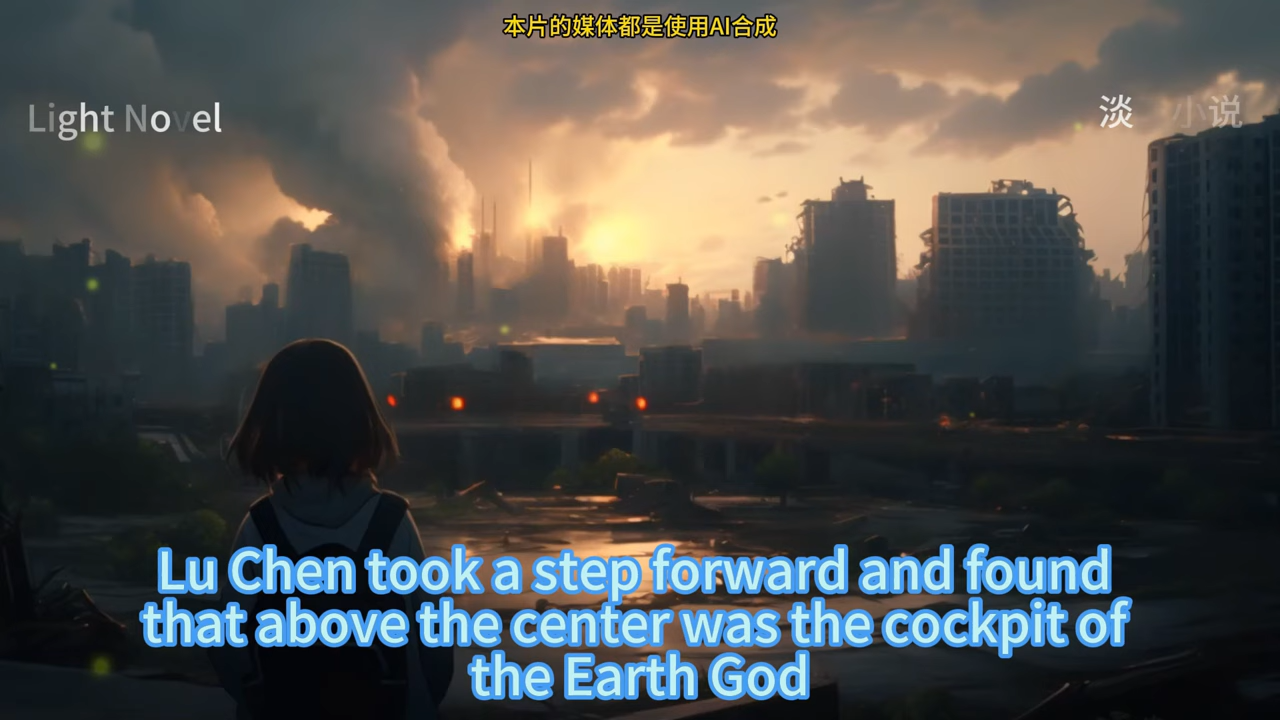 本片的媒体都是使用AI合成
Light Novel
淡 小说
Lu Chen took a step forward and found
that above the center was the cockpit of
the Earth God